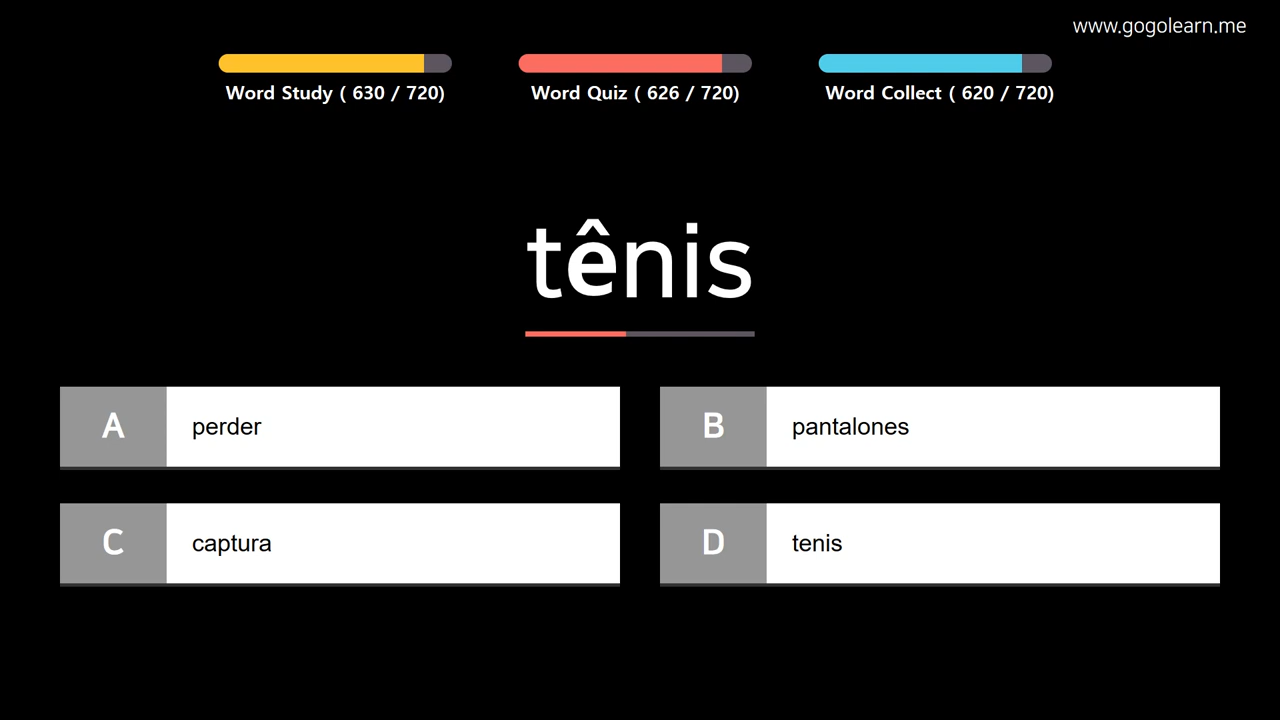 www.gogolearn.me
Word Study ( 630 / 720)
Word Quiz ( 626 / 720)
Word Collect ( 620 / 720)
tênis
A perder
B pantalones
C captura
D tenis